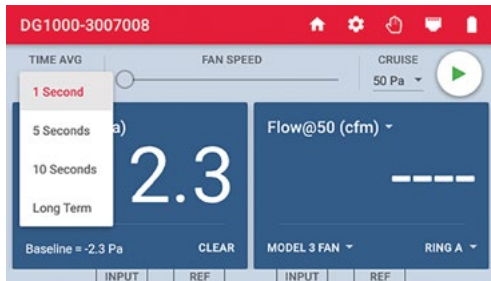 DG1000-3007008
TIME AVG
FAN SPEED
CRUISE
50 Pa
1 Second
5 Seconds
10 Seconds
Long Term
a)
2.3
Flow@50 (cfm)
----
Baseline = -2.3 Pa
CLEAR
MODEL 3 FAN
RING A
INPUT
REF
INPUT
REF